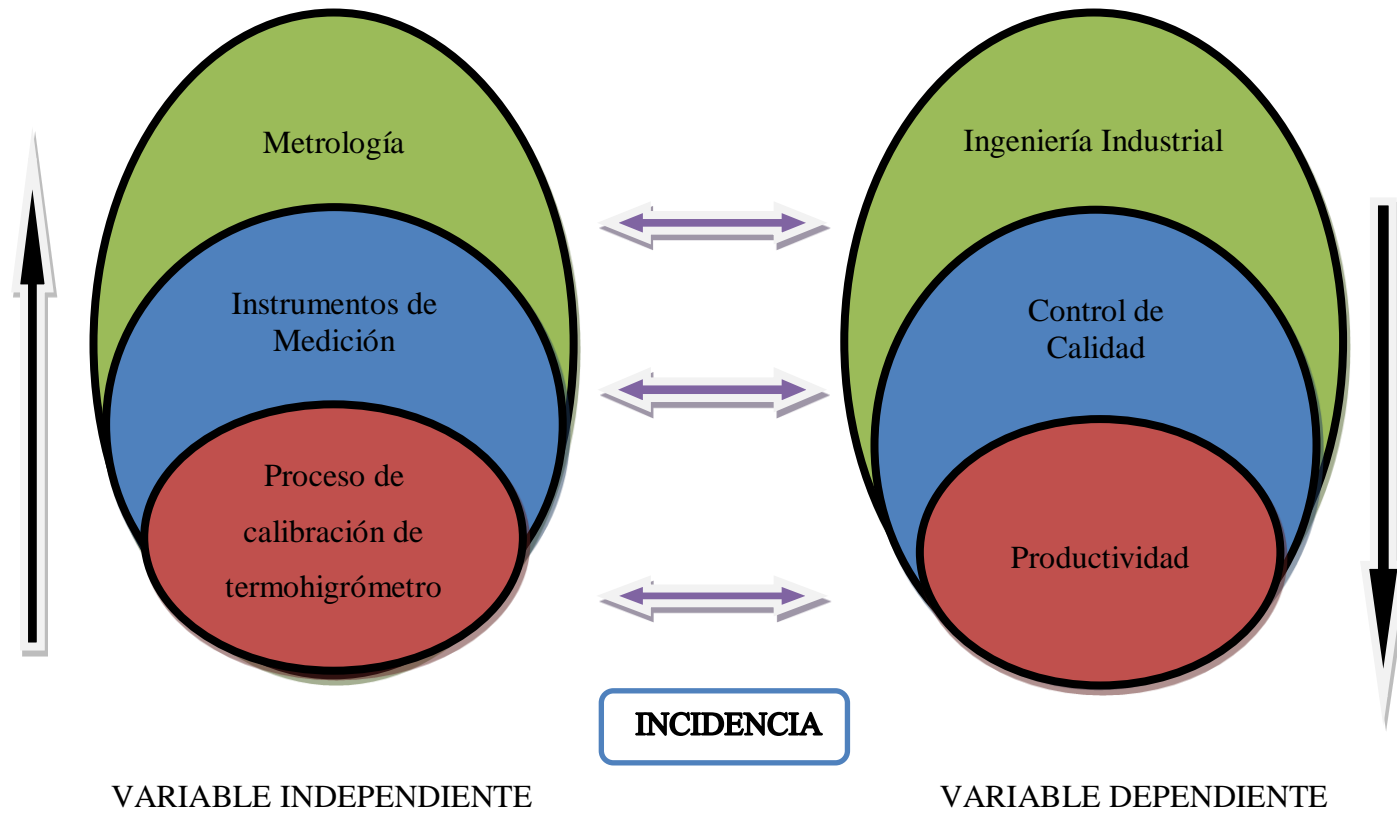 Metrología
Instrumentos de
Medición
Proceso de
calibración de
termohigrómetro
Ingeniería Industrial
Control de
Calidad
Productividad
INCIDENCIA
VARIABLE INDEPENDIENTE
VARIABLE DEPENDIENTE